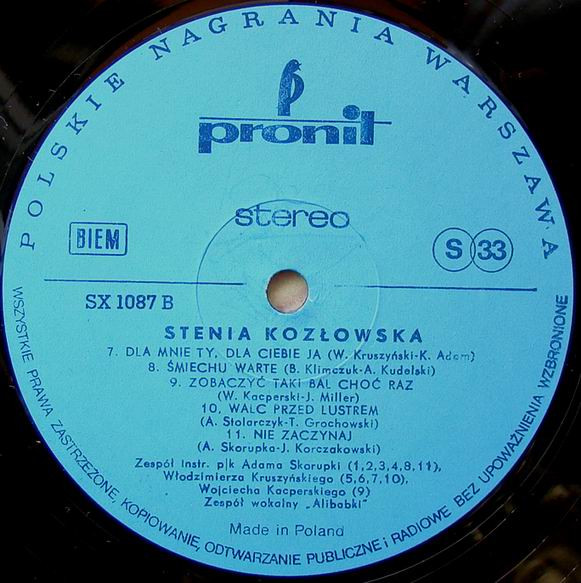 POLSKIE NAGRANIA WARSZAWA
pronit
stereo
BIEM
S 33
SX 1087 B
STENIA KOZŁOWSKA
7. DLA MNIE TY, DLA CIEBIE JA (W. Kruszyński-K. Adam)
8. ŚMIECHU WARTE (B. Klimczuk-A. Kudelski)
9. ZOBACZYĆ TAKI BAL CHOĆ RAZ
(W. Kacperski-J. Miller)
10. WALC PRZED LUSTREM
(A. Stolarczyk-T. Grochowski)
11. NIE ZACZYNAJ
(A. Skorupka-J. Korczakowski)
Zespół Instr. p/k Adama Skorupki (1,2,3,4,8,11),
Włodzimierza Kruszyńskiego (5,6,7,10),
Wojciecha Kacperskiego (9)
Zespół wokalny „Alibabki"
Made in Poland
WSZYSTKIE PRAWA ZASTRZEŻONE, KOPIOWANIE, ODTWARZANIE PUBLICZNE i RADIOWE BEZ UPOWAŻNIENIA WZBRONIONE